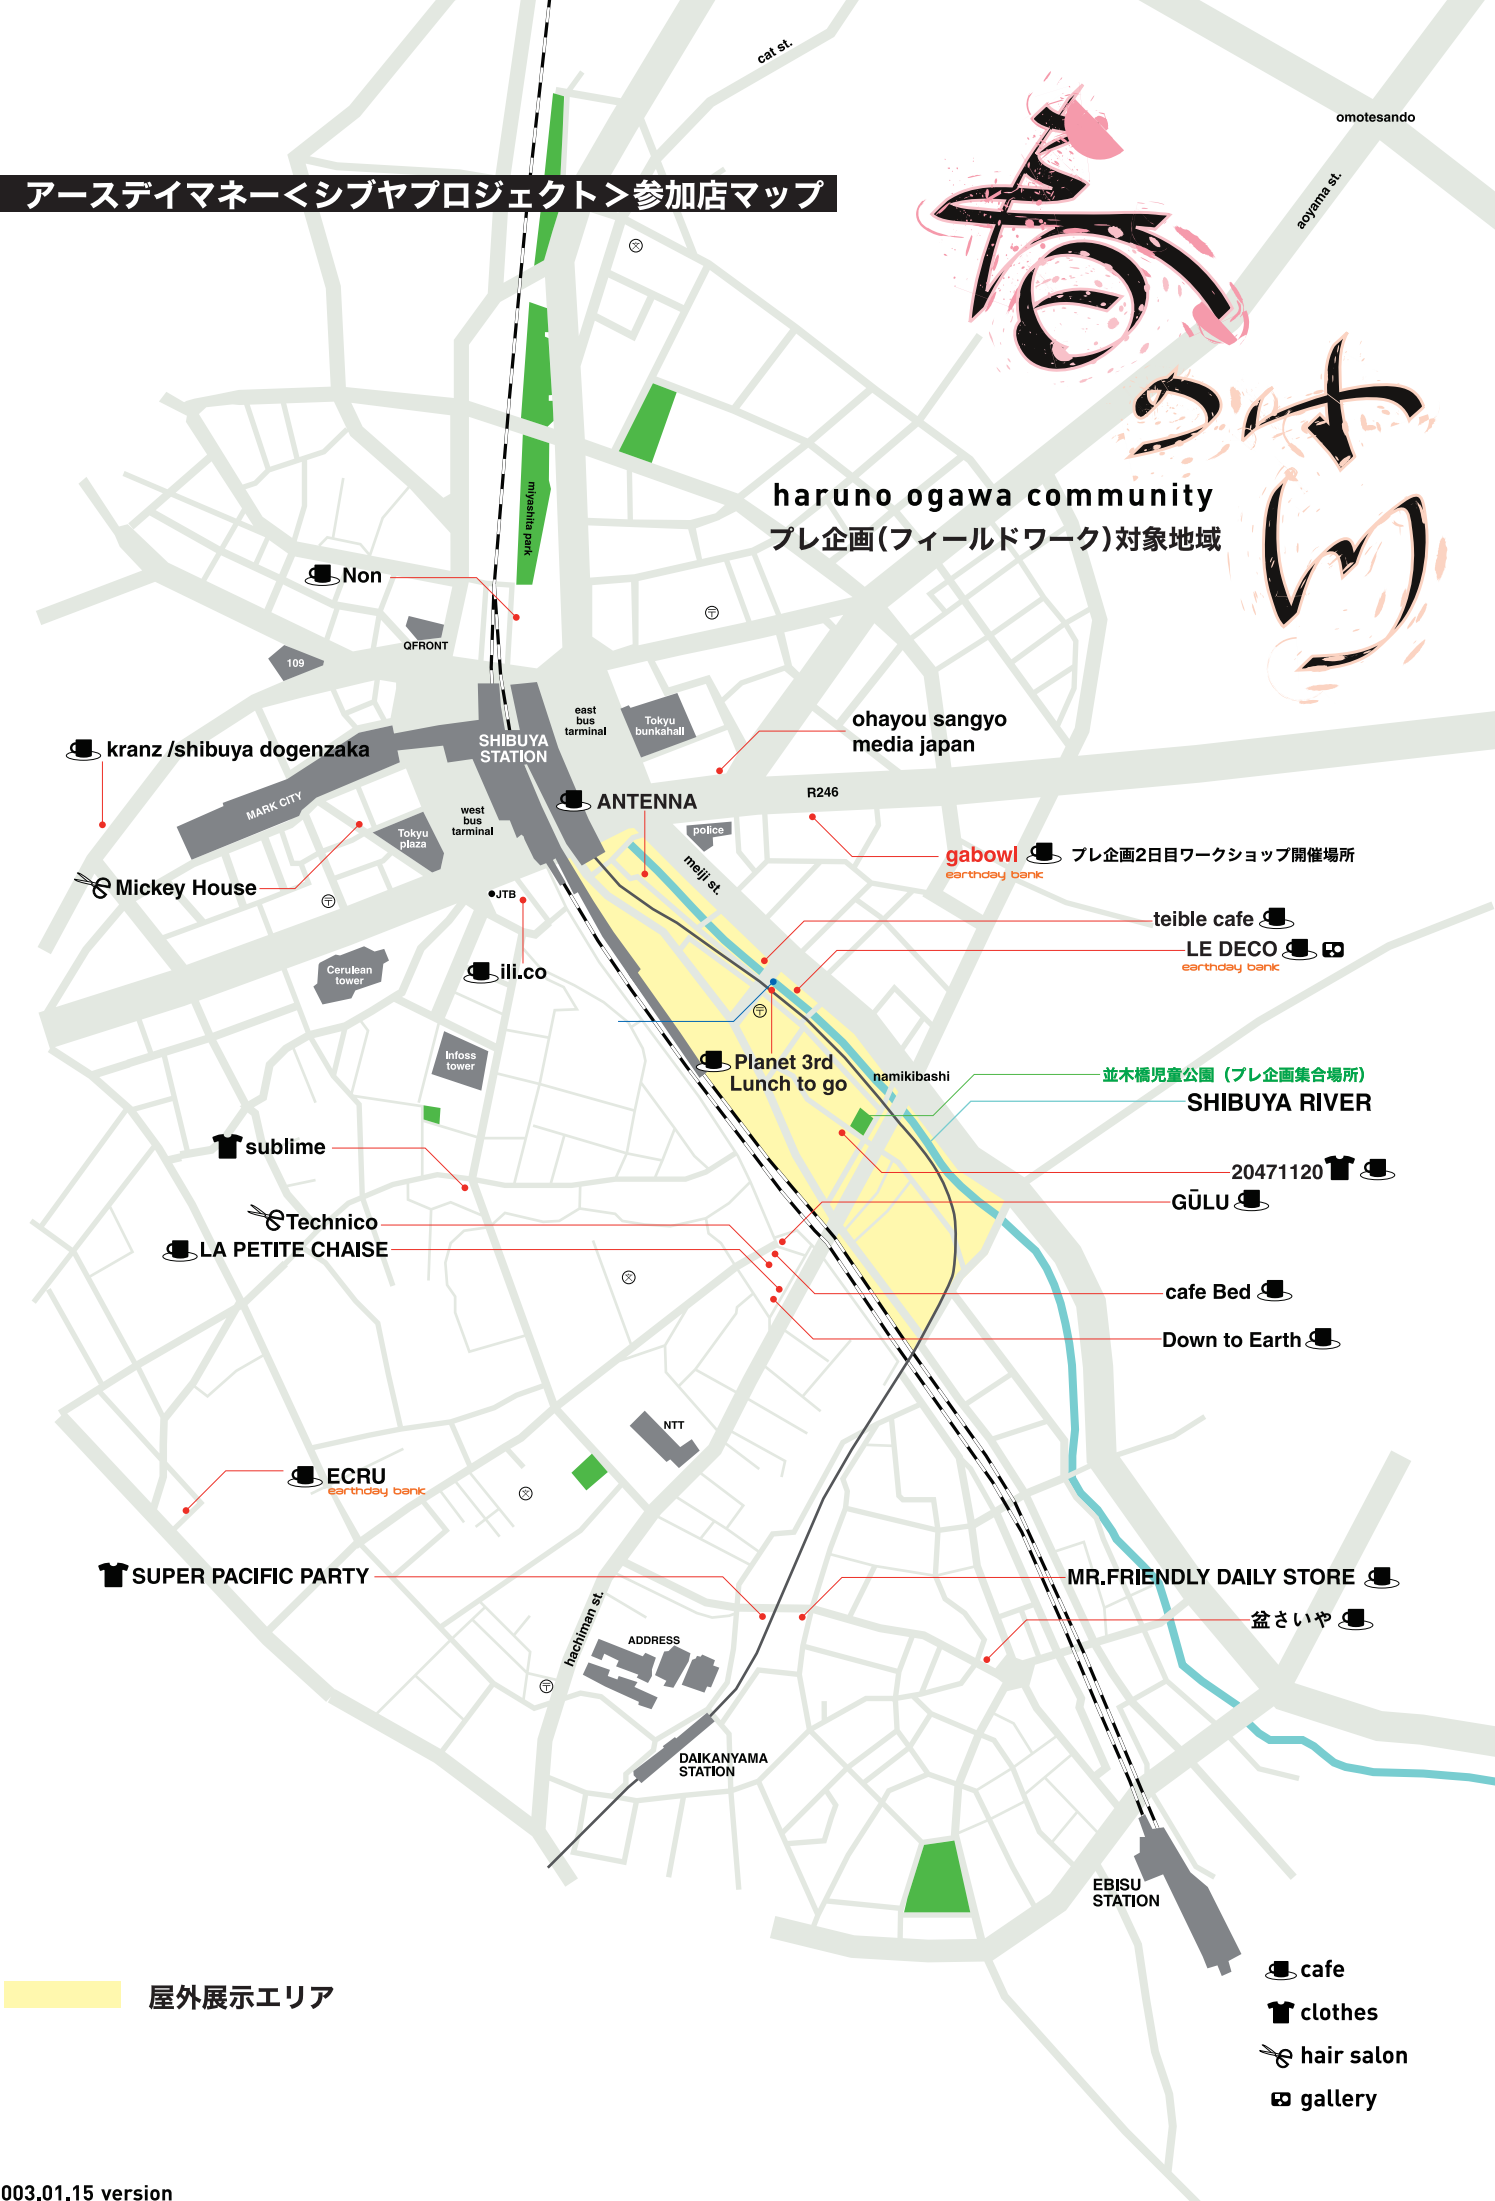 cat st.
omotesando
アースデイマネー＜シブヤプロジェクト＞参加店マップ
aoyama st.
春の小川
haruno ogawa community
プレ企画(フィールドワーク)対象地域
miyashita park
Non
QFRONT
109
east
bus
tarminal
Tokyu
bunkahall
ohayou sangyo
media japan
SHIBUYA
STATION
kranz /shibuya dogenzaka
MARK CITY
R246
ANTENNA
west
bus
tarminal
Tokyu
plaza
police
gabowl プレ企画2日目ワークショップ開催場所
earthday bank
meiji st.
Mickey House
JTB
teible cafe
LE DECO
earthday bank
Cerulean
tower
ili.co
Infoss
tower
Planet 3rd
Lunch to go
namikibashi
並木橋児童公園（プレ企画集合場所）
SHIBUYA RIVER
sublime
20471120
GŪLU
Technico
LA PETITE CHAISE
cafe Bed
Down to Earth
NTT
ECRU
earthday bank
SUPER PACIFIC PARTY
MR.FRIENDLY DAILY STORE
盆さいや
hachiman st.
ADDRESS
DAIKANYAMA
STATION
EBISU
STATION
屋外展示エリア
cafe
clothes
hair salon
gallery
003.01.15 version